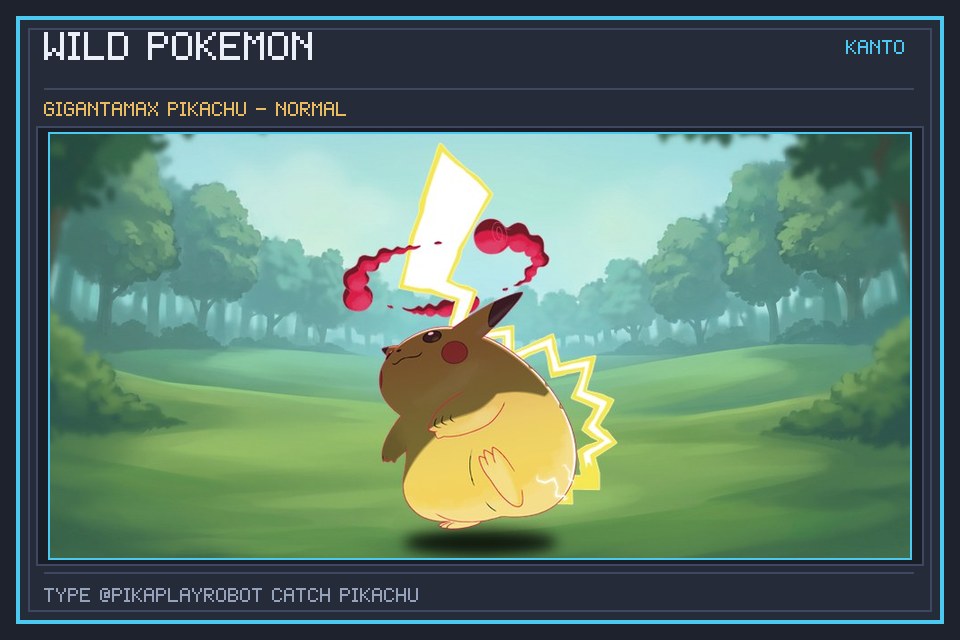 WILD POKEMON
KANTO
GIGANTAMAX PIKACHU - NORMAL
TYPE @PIKAPLAYROBOT CATCH PIKACHU